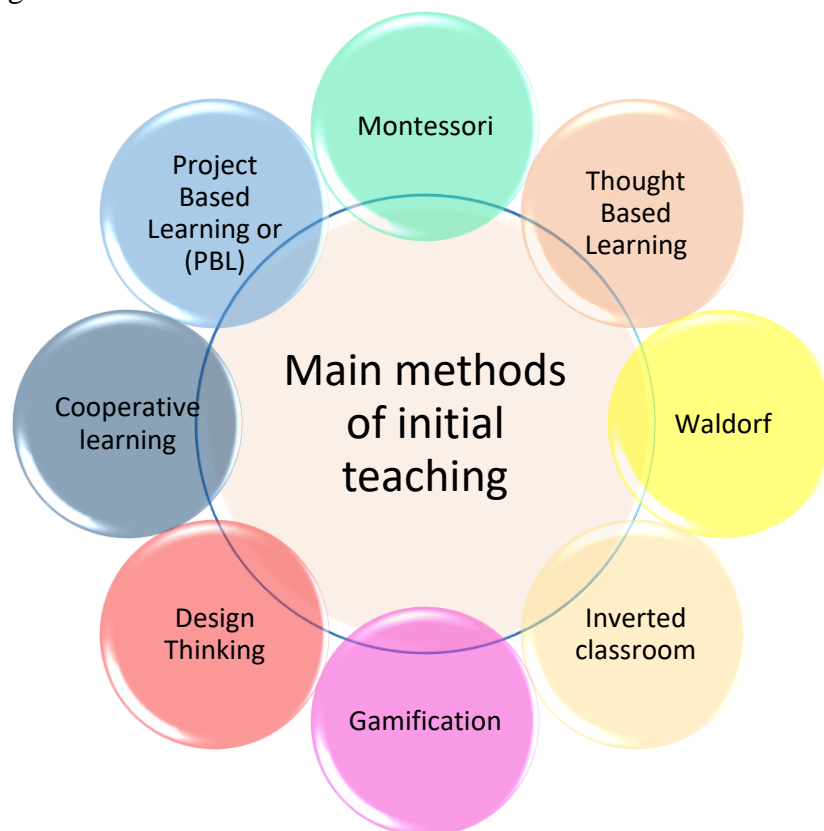 g
Montessori
Thought
Based
Learning
Waldorf
Inverted
classroom
Gamification
Design
Thinking
Cooperative
learning
Project
Based
Learning or
(PBL)
Main methods
of initial
teaching